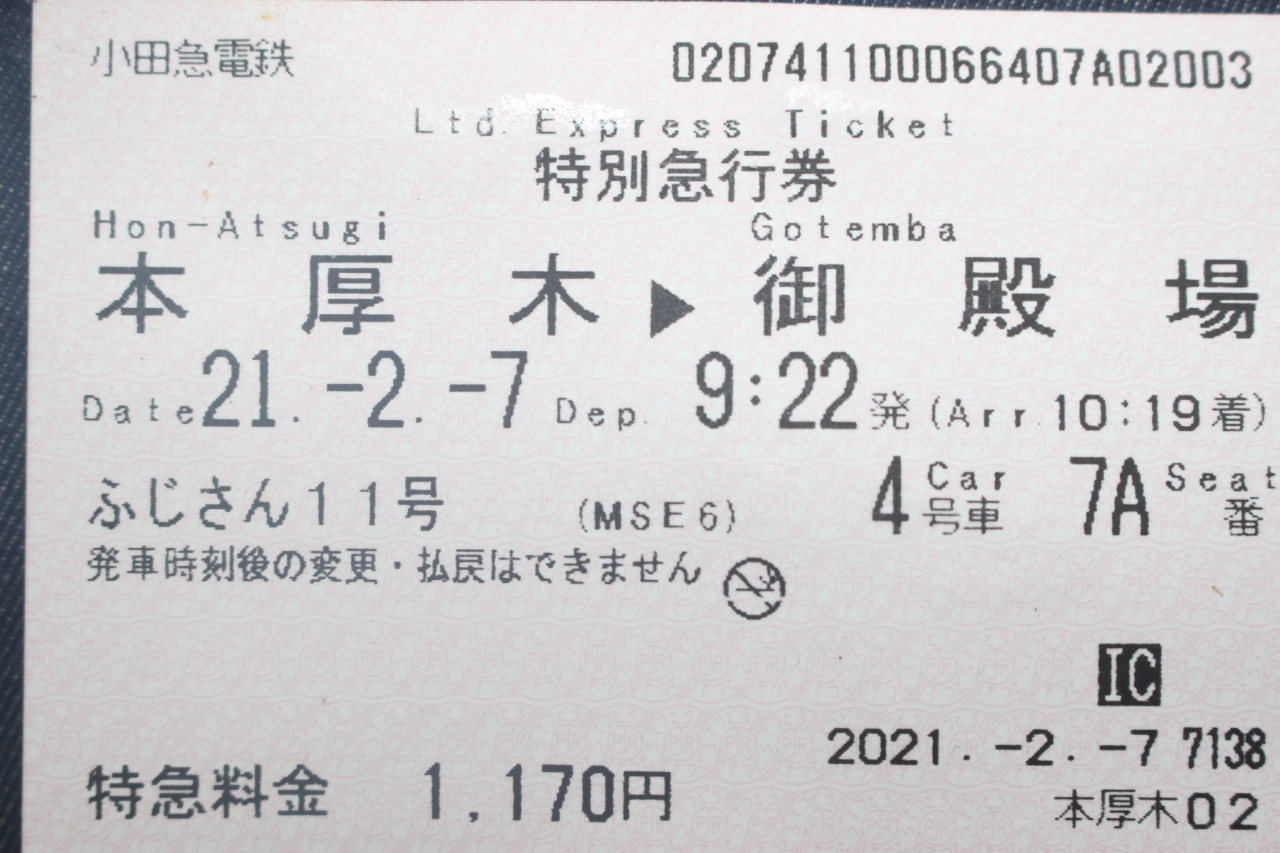 小田急電鉄 020741100066407A02003
Ltd. Express Ticket
特別急行券
Hon-Atsugi Gotemba
本厚木▶御殿場
Date 21.-2.-7 Dep. 9:22発 (Arr.10:19着)
ふじさん11号 (MSE6) 4 Car 号車 7A Seat 番
発車時刻後の変更・払戻はできません
IC
2021.-2.-7 7138
特急料金 1,170円
本厚木02